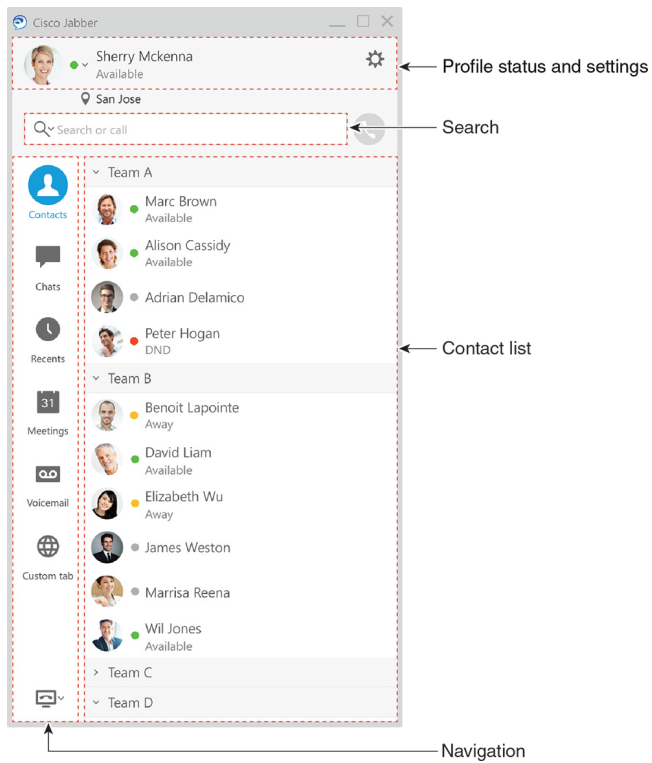 Cisco Jabber
Sherry Mckenna
Available
Profile status and settings
San Jose
Search or call
Search
Contacts
Chats
Recents
31
Meetings
Voicemail
Custom tab
Team A
Marc Brown
Available
Alison Cassidy
Available
Adrian Delamico
Peter Hogan
DND
Contact list
Team B
Benoit Lapointe
Away
David Liam
Available
Elizabeth Wu
Away
James Weston
Marrisa Reena
Wil Jones
Available
Team C
Team D
Navigation